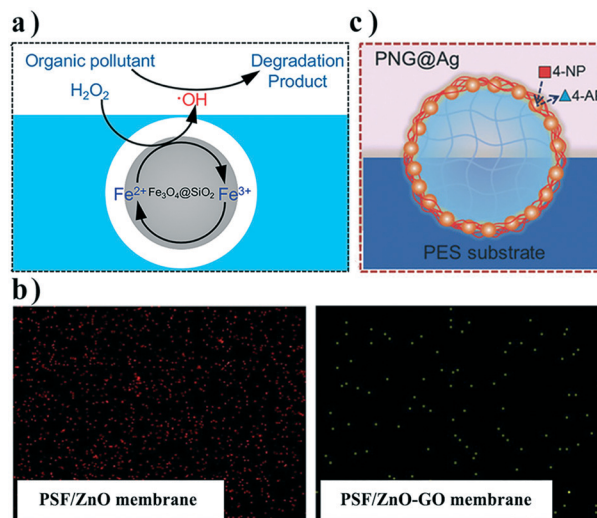 a)
Organic pollutant
Degradation
Product
H₂O₂
·OH
Fe²⁺
Fe₃O₄@SiO₂
Fe³⁺
c)
PNG@Ag
4-NP
PES substrate
b)
PSF/ZnO membrane
PSF/ZnO-GO membrane